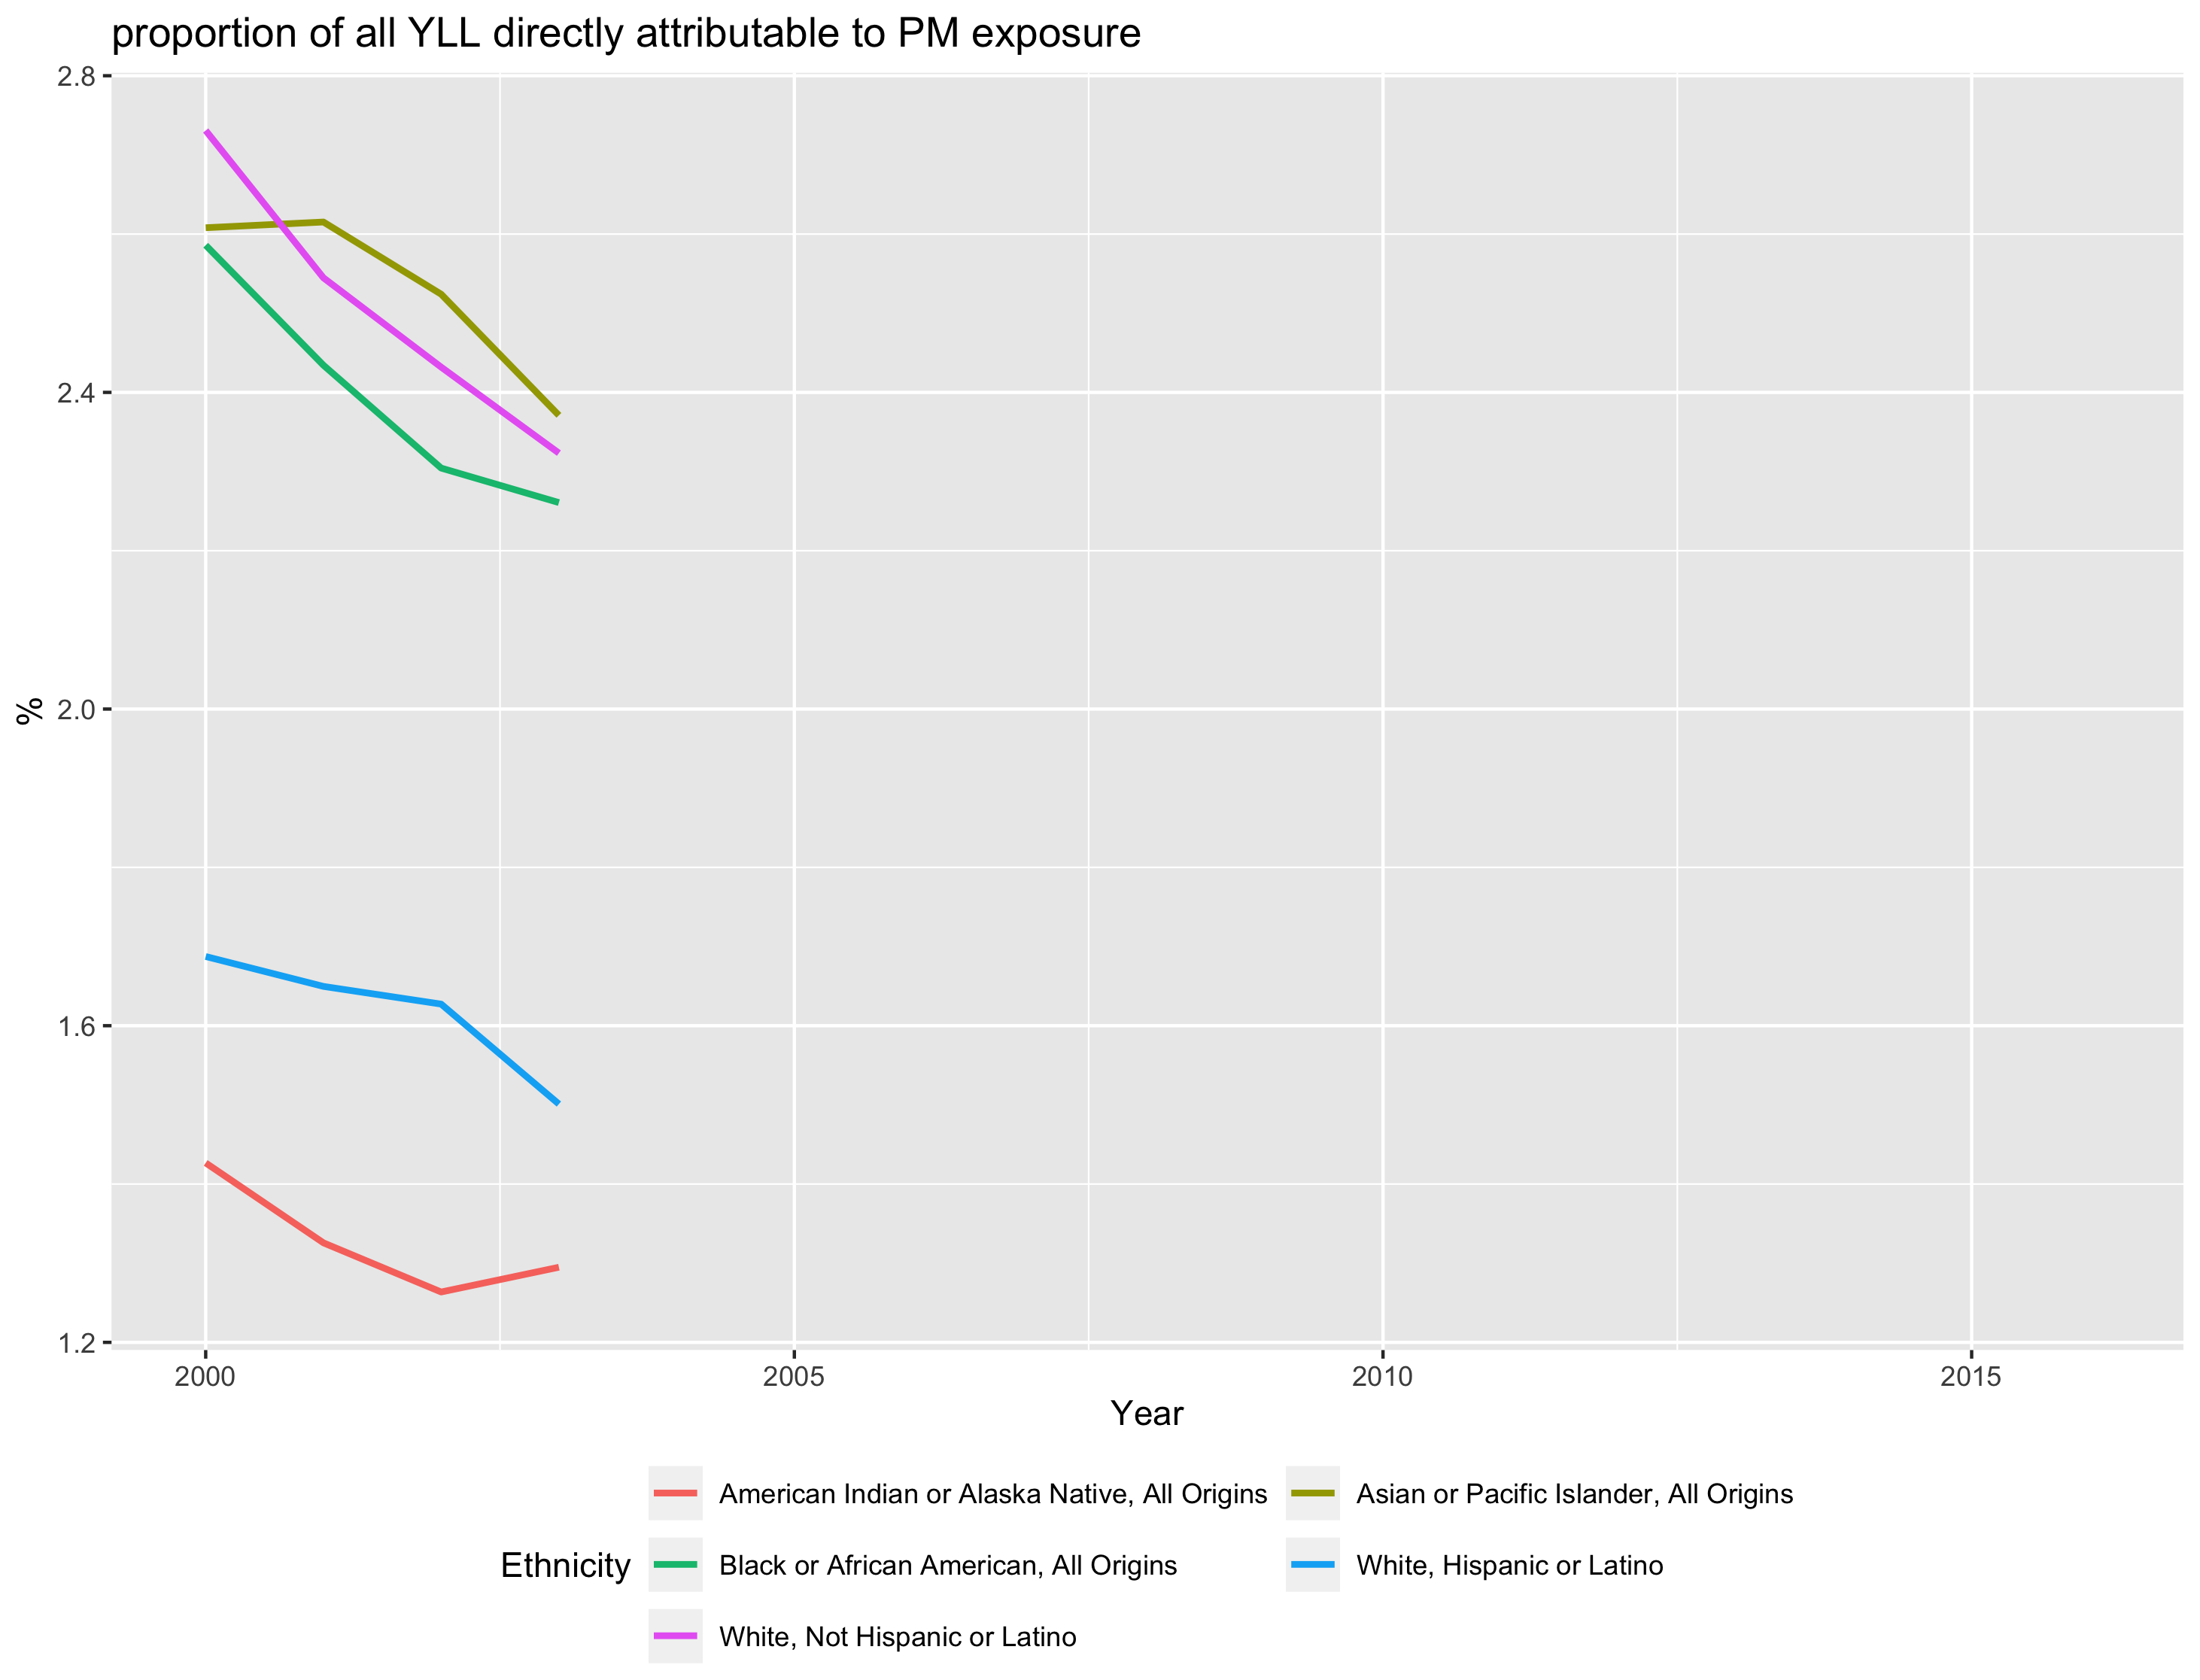 proportion of all YLL directly attributable to PM exposure
2.8
2.4
2.0
1.6
1.2
%
2000 2005 2010 2015
Year
Ethnicity
American Indian or Alaska Native, All Origins
Asian or Pacific Islander, All Origins
Black or African American, All Origins
White, Hispanic or Latino
White, Not Hispanic or Latino